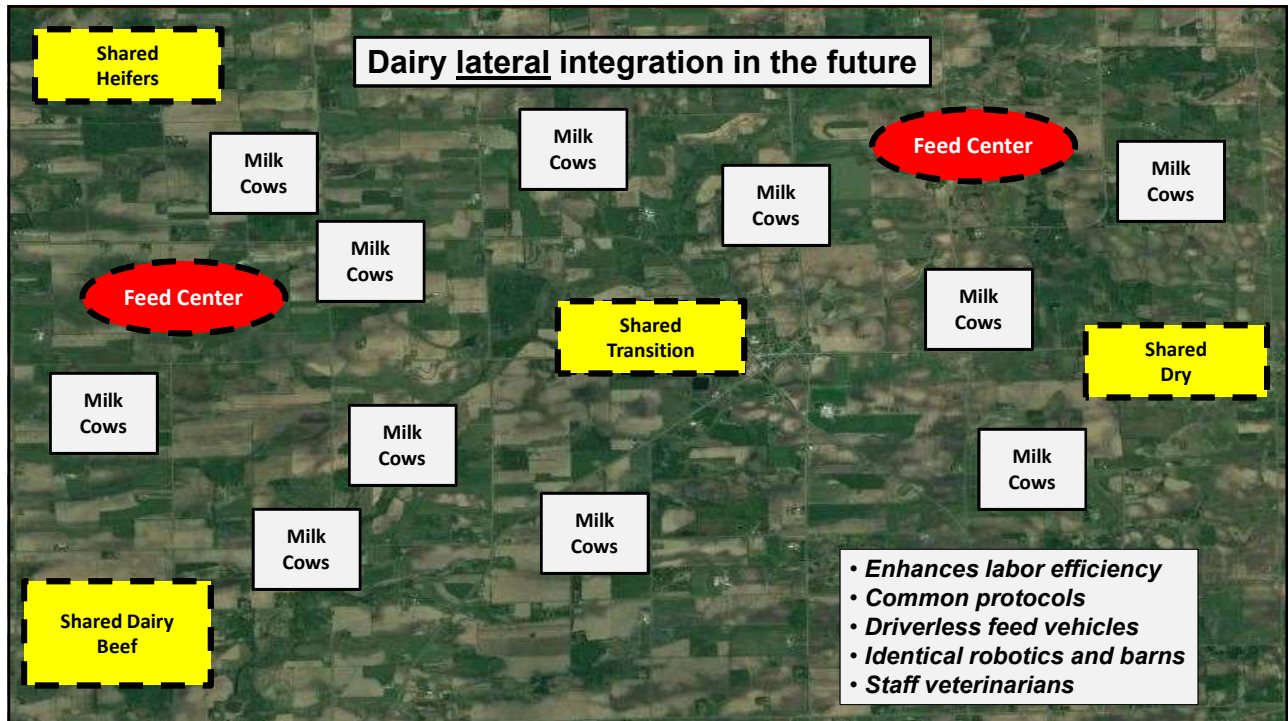 Shared
Heifers
Dairy lateral integration in the future
Milk
Cows
Milk
Cows
Feed Center
Milk
Cows
Milk
Cows
Milk
Cows
Feed Center
Milk
Cows
Shared
Transition
Milk
Cows
Shared
Dry
Milk
Cows
Milk
Cows
Milk
Cows
Milk
Cows
Milk
Cows
Shared Dairy
Beef
• Enhances labor efficiency
• Common protocols
• Driverless feed vehicles
• Identical robotics and barns
• Staff veterinarians